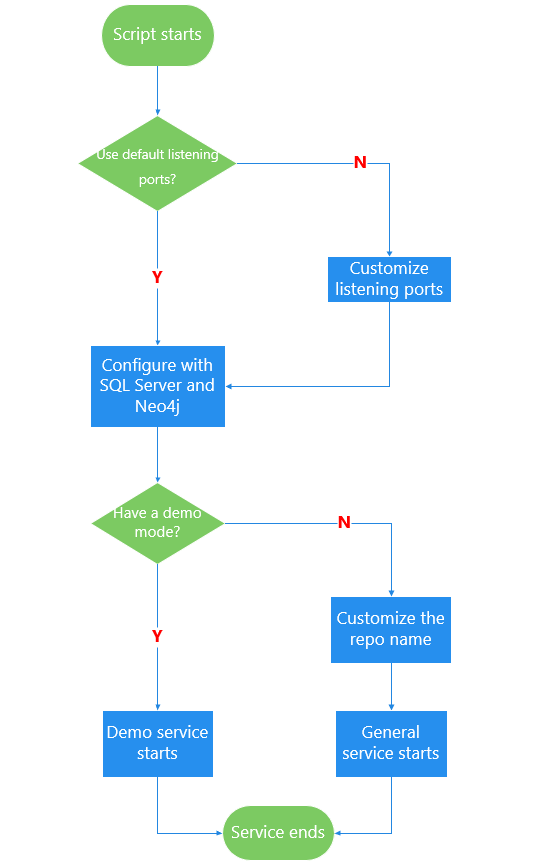 Script starts
Use default listening
ports?
N
Customize
listening ports
Y
Configure with
SQL Server and
Neo4j
Have a demo
mode?
N
Customize the
repo name
Y
Demo service
starts
General
service starts
Service ends